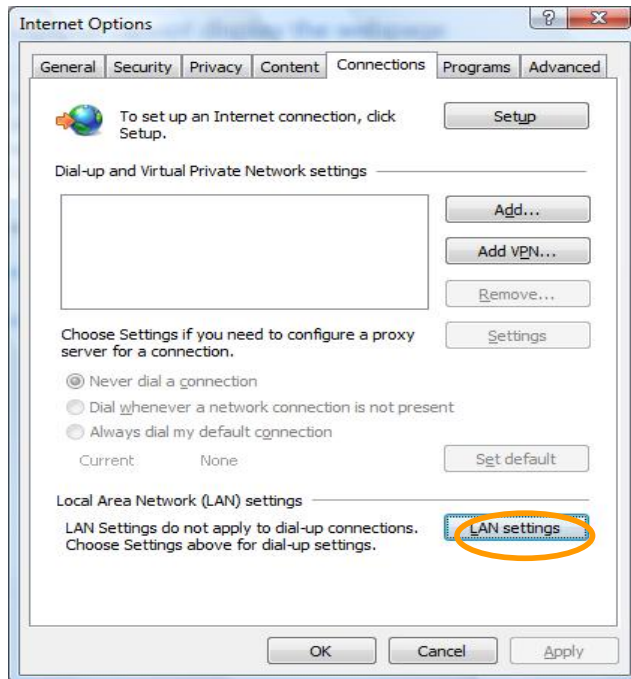 Internet Options
General Security Privacy Content Connections Programs Advanced
To set up an Internet connection, click
Setup.
Setup
Dial-up and Virtual Private Network settings
Add...
Add VPN...
Remove...
Choose Settings if you need to configure a proxy
server for a connection.
Settings
Never dial a connection
Dial whenever a network connection is not present
Always dial my default connection
Current None
Set default
Local Area Network (LAN) settings
LAN Settings do not apply to dial-up connections.
Choose Settings above for dial-up settings.
LAN settings
OK Cancel Apply